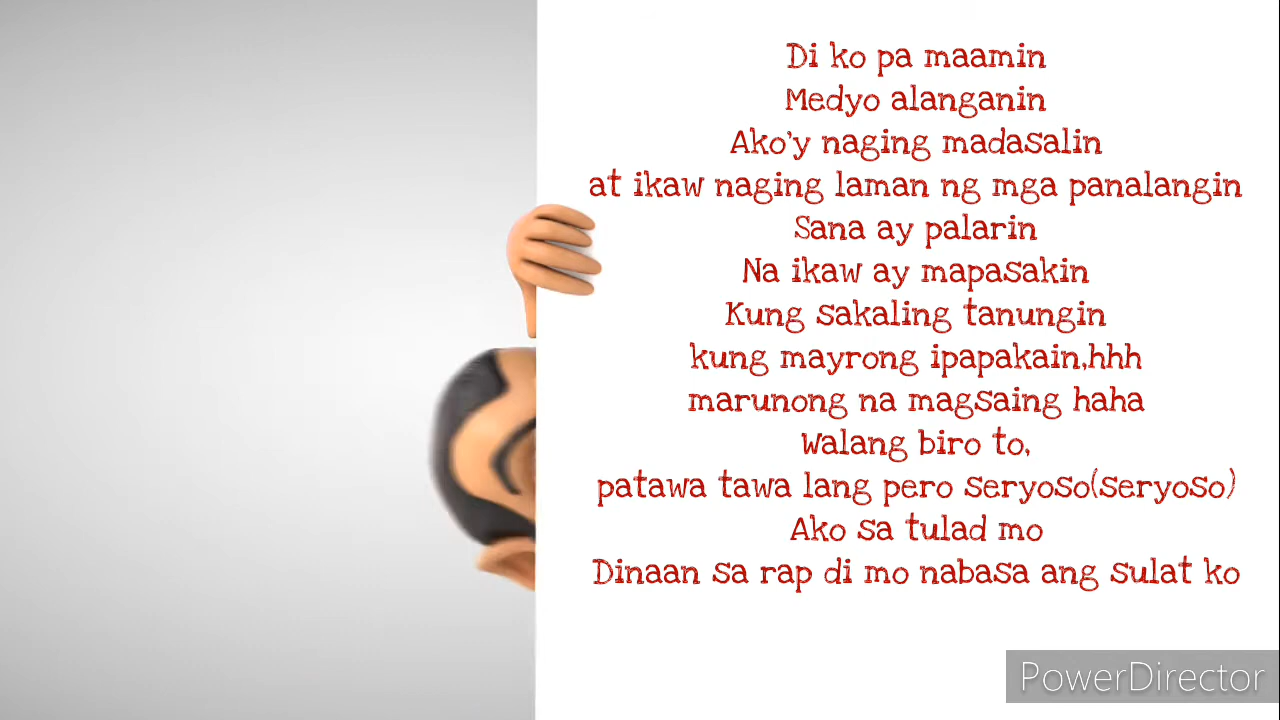 Di ko pa maamin
Medyo alanganin
Ako'y naging madasalin
at ikaw naging laman ng mga panalangin
Sana ay palarin
Na ikaw ay mapasakin
Kung sakaling tanungin
kung mayrong ipapakain,hhh
marunong na magsaing haha
Walang biro to,
patawa tawa lang pero seryoso(seryoso)
Ako sa tulad mo
Dinaan sa rap di mo nabasa ang sulat ko
PowerDirector